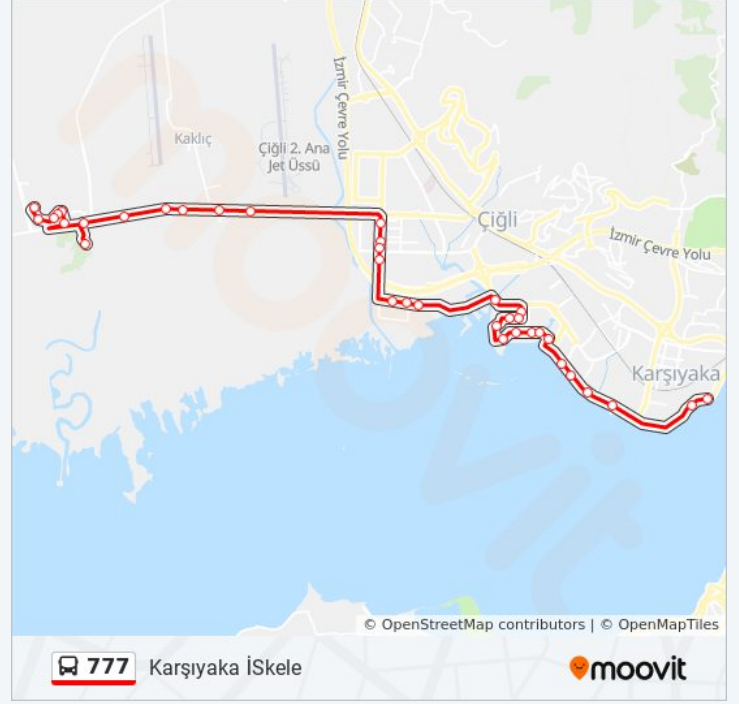 İzmir Çevre Yolu
Kaklıç
Çiğli 2. Ana
Jet Üssü
Çiğli
İzmir Çevre Yolu
Karşıyaka
moovit
© OpenStreetMap contributors | © OpenMapTiles
777 Karşıyaka İSkele
moovit